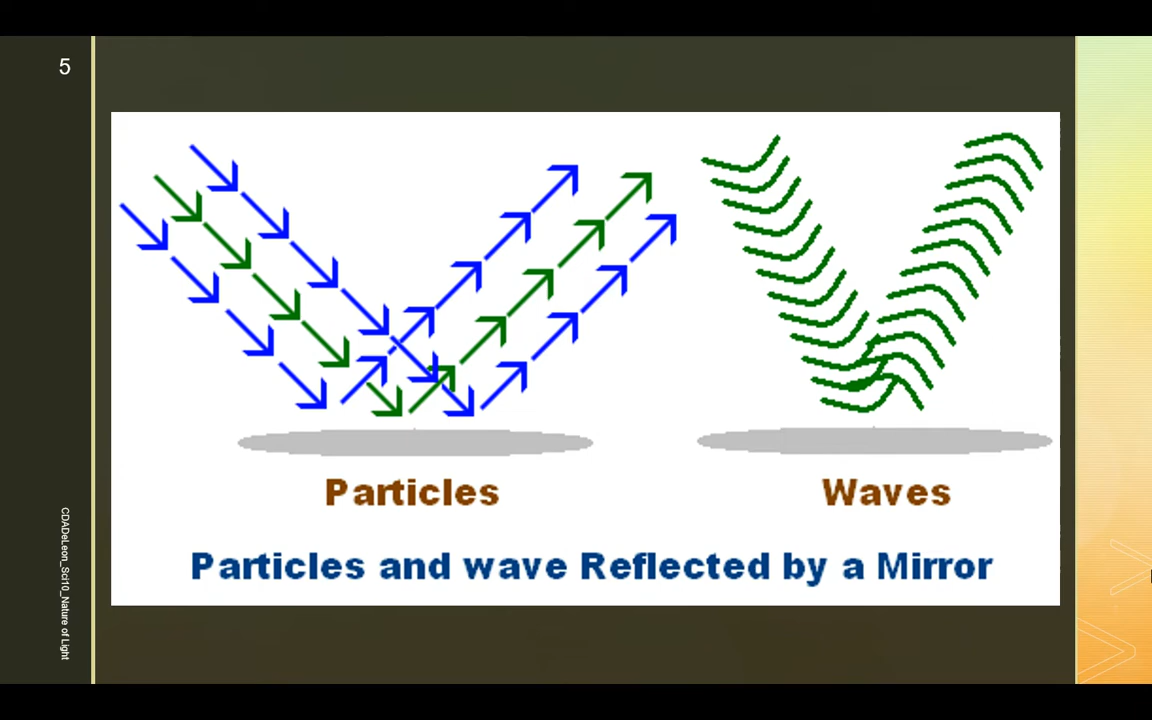 5
Particles
Waves
Particles and wave Reflected by a Mirror
CDADeLeon_Sci10_Nature of Light